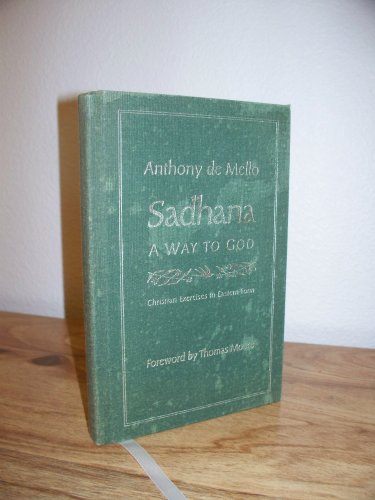 Anthony de Mello
Sadhana
A WAY TO GOD
Christian Exercises in Eastern Form
Foreword by Thomas Moore